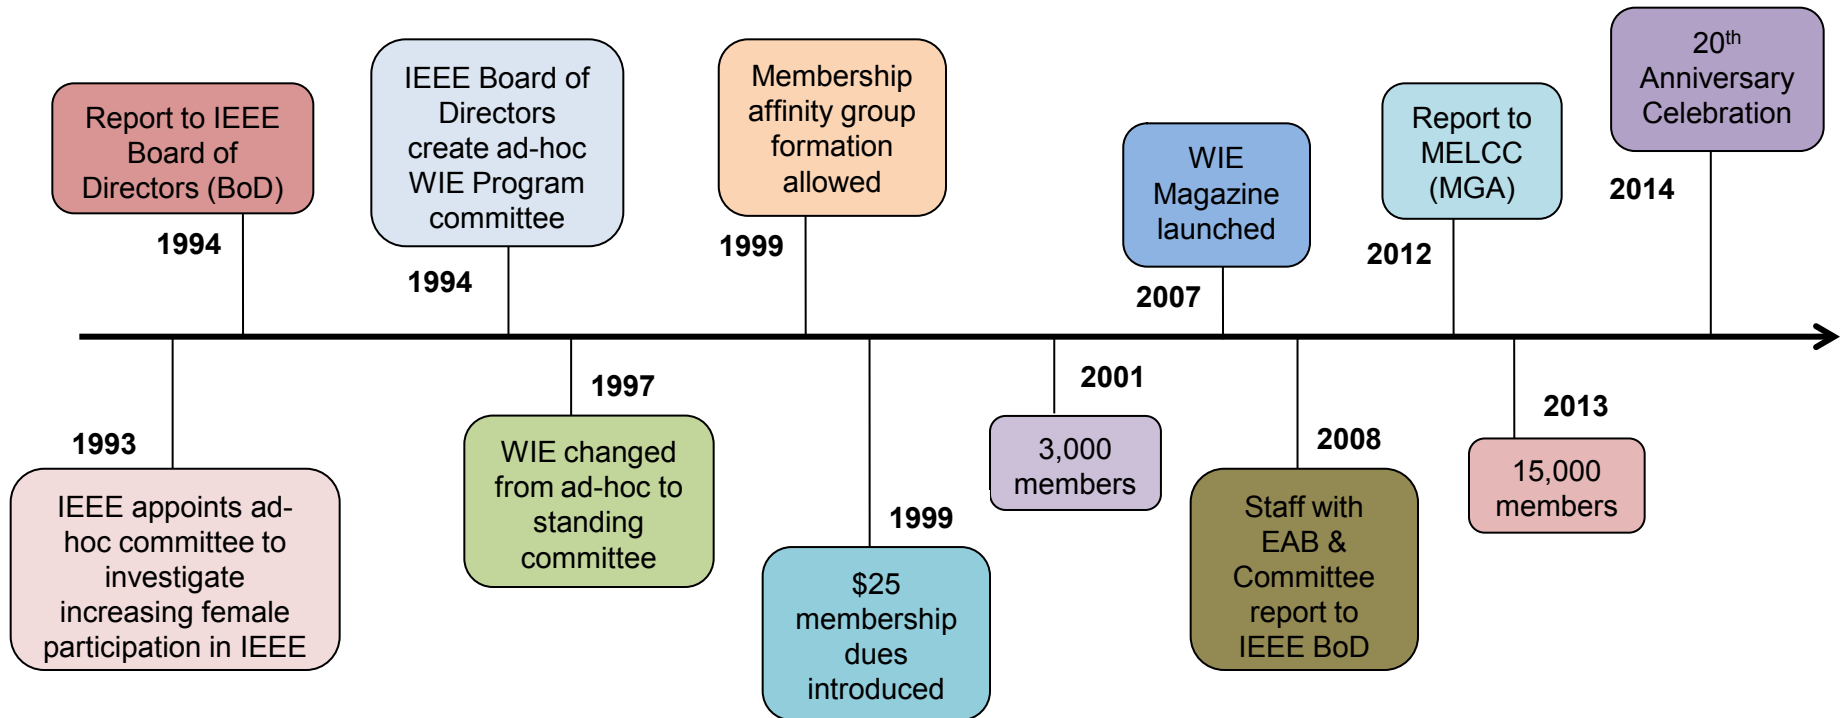 Report to IEEE
Board of
Directors (BoD)
1994
IEEE Board of
Directors
create ad-hoc
WIE Program
committee
1994
Membership
affinity group
formation
allowed
1999
WIE
Magazine
launched
2007
Report to
MELCC
(MGA)
2012
20th
Anniversary
Celebration
2014
1993
IEEE appoints ad-
hoc committee to
investigate
increasing female
participation in IEEE
1997
WIE changed
from ad-hoc to
standing
committee
1999
$25
membership
dues
introduced
2001
3,000
members
2008
Staff with
EAB &
Committee
report to
IEEE BoD
2013
15,000
members